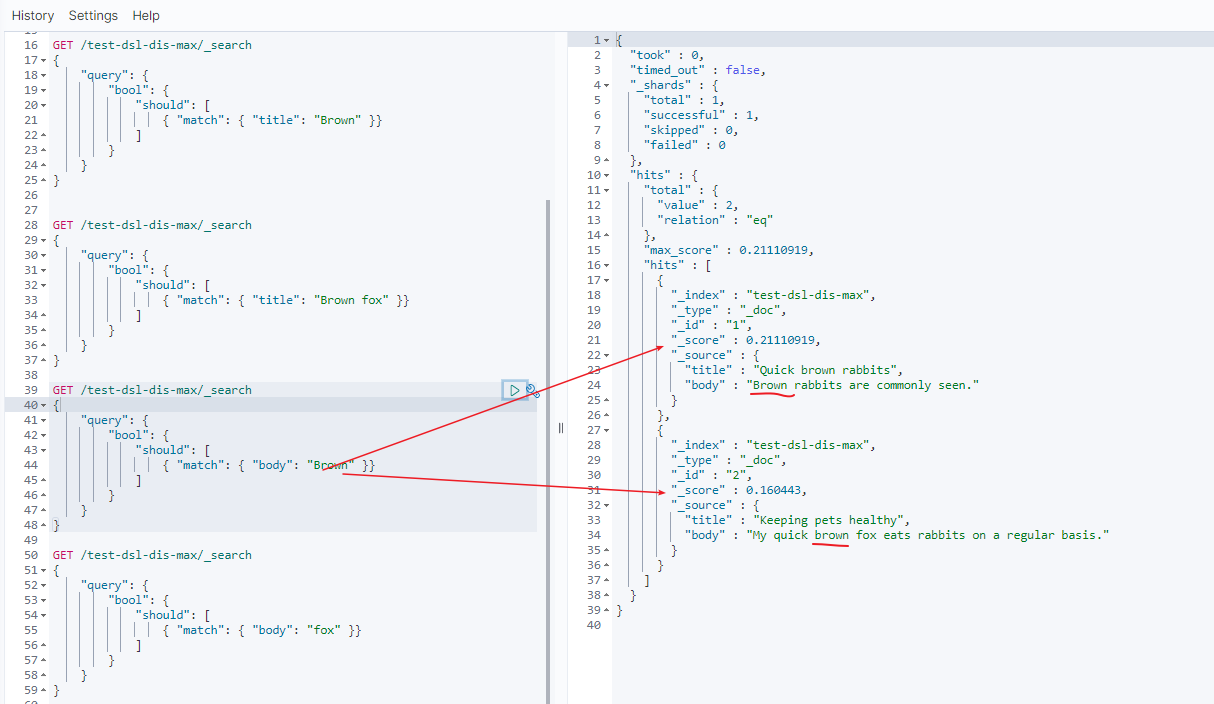 History Settings Help
15
16 GET /test-dsl-dis-max/_search
17 {
18 "query": {
19 "bool": {
20 "should": [
21 { "match": { "title": "Brown" }}
22 ]
23 }
24 }
25 }
26
27
28 GET /test-dsl-dis-max/_search
29 {
30 "query": {
31 "bool": {
32 "should": [
33 { "match": { "title": "Brown fox" }}
34 ]
35 }
36 }
37 }
38
39 GET /test-dsl-dis-max/_search
40 {
41 "query": {
42 "bool": {
43 "should": [
44 { "match": { "body": "Brown" }}
45 ]
46 }
47 }
48 }
49
50 GET /test-dsl-dis-max/_search
51 {
52 "query": {
53 "bool": {
54 "should": [
55 { "match": { "body": "fox" }}
56 ]
57 }
58 }
59 }
60
1 {
2 "took" : 0,
3 "timed_out" : false,
4 "_shards" : {
5 "total" : 1,
6 "successful" : 1,
7 "skipped" : 0,
8 "failed" : 0
9 },
10 "hits" : {
11 "total" : {
12 "value" : 2,
13 "relation" : "eq"
14 },
15 "max_score" : 0.21110919,
16 "hits" : [
17 {
18 "_index" : "test-dsl-dis-max",
19 "_type" : "_doc",
20 "_id" : "1",
21 "_score" : 0.21110919,
22 "_source" : {
23 "title" : "Quick brown rabbits",
24 "body" : "Brown rabbits are commonly seen."
25 }
26 },
27 {
28 "_index" : "test-dsl-dis-max",
29 "_type" : "_doc",
30 "_id" : "2",
31 "_score" : 0.160443,
32 "_source" : {
33 "title" : "Keeping pets healthy",
34 "body" : "My quick brown fox eats rabbits on a regular basis."
35 }
36 }
37 ]
38 }
39 }
40